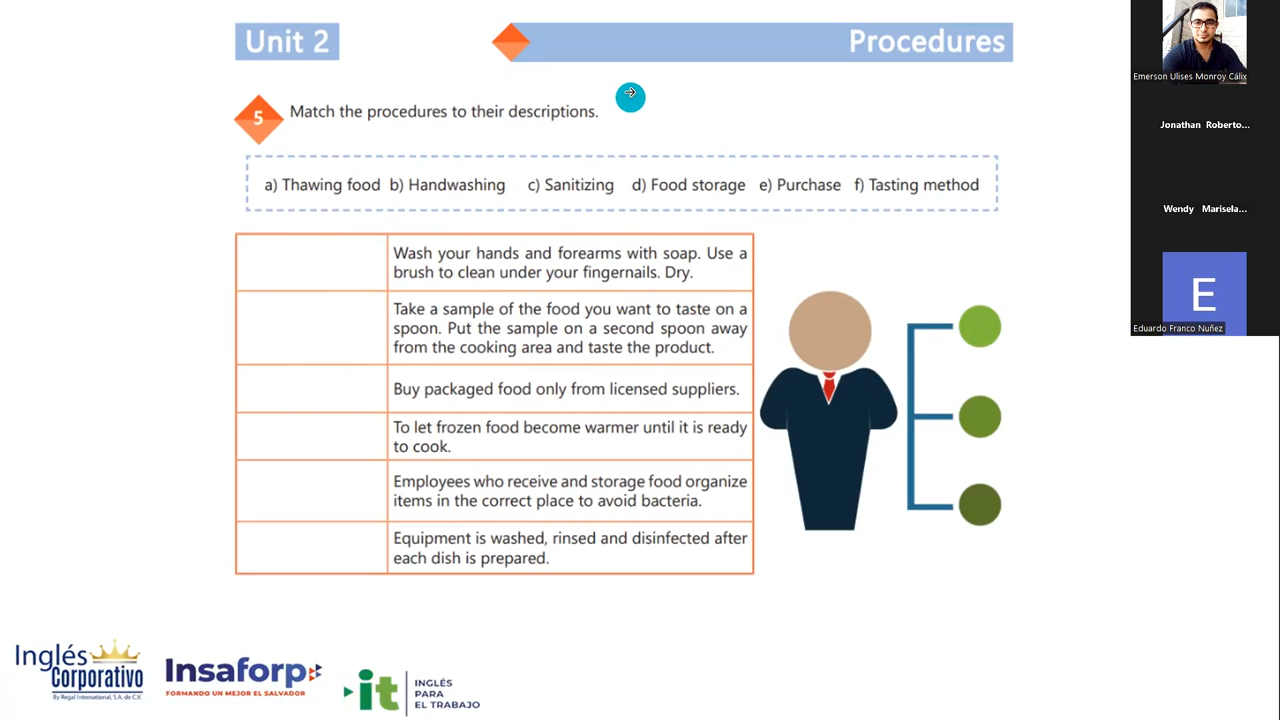 Unit 2
Procedures
5
Match the procedures to their descriptions.
a) Thawing food b) Handwashing c) Sanitizing d) Food storage e) Purchase f) Tasting method
Wash your hands and forearms with soap. Use a
brush to clean under your fingernails. Dry.
Take a sample of the food you want to taste on a
spoon. Put the sample on a second spoon away
from the cooking area and taste the product.
Buy packaged food only from licensed suppliers.
To let frozen food become warmer until it is ready
to cook.
Employees who receive and storage food organize
items in the correct place to avoid bacteria.
Equipment is washed, rinsed and disinfected after
each dish is prepared.
Emerson Ulises Monroy Cálix
Jonathan Roberto...
Wendy Marisela...
E
Eduardo Franco Nuñez
Inglés
Corporativo
By Regal International, S.A. de C.V.
Insaforp
FORMANDO UN MEJOR EL SALVADOR
it
INGLÉS
PARA
EL TRABAJO